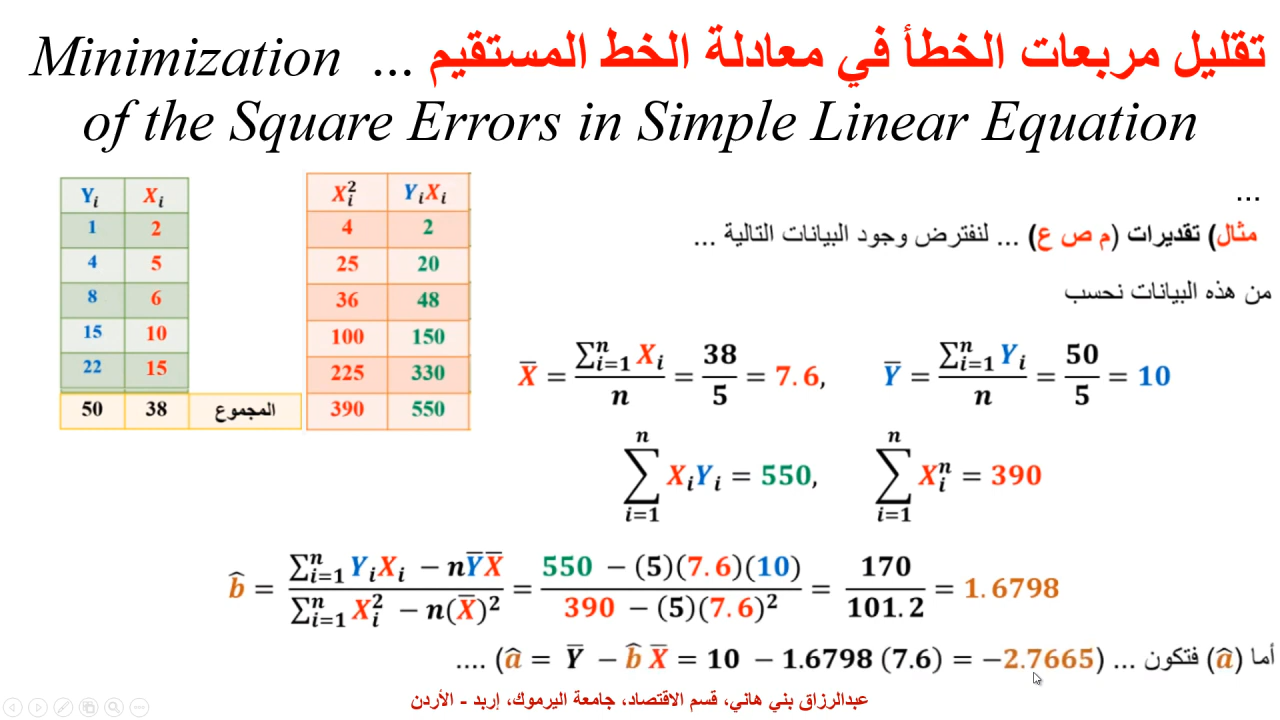 تقليل مربعات الخطأ في معادلة الخط المستقيم ... Minimization
of the Square Errors in Simple Linear Equation
Yᵢ Xᵢ
1 2
4 5
8 6
15 10
22 15
50 38 المجموع
Xᵢ² YᵢXᵢ
4 2
25 20
36 48
100 150
225 330
390 550
...
مثال) تقديرات (م ص ع) ... لنفترض وجود البيانات التالية ...
من هذه البيانات نحسب
X̅ = ∑ⁿᵢ₌₁ Xᵢ / n = 38/5 = 7.6, Y̅ = ∑ⁿᵢ₌₁ Yᵢ / n = 50/5 = 10
∑ⁿᵢ₌₁ XᵢYᵢ = 550, ∑ⁿᵢ₌₁ Xᵢⁿ = 390
b̂ = (∑ⁿᵢ₌₁ YᵢXᵢ − nY̅X̅) / (∑ⁿᵢ₌₁ Xᵢ² − n(X̅)²) = (550 − (5)(7.6)(10)) / (390 − (5)(7.6)²) = 170/101.2 = 1.6798
أما (â) فتكون ... (â = Y̅ − b̂ X̅ = 10 − 1.6798 (7.6) = −2.7665) ....
عبدالرزاق بني هاني، قسم الاقتصاد، جامعة اليرموك، إربد - الأردن